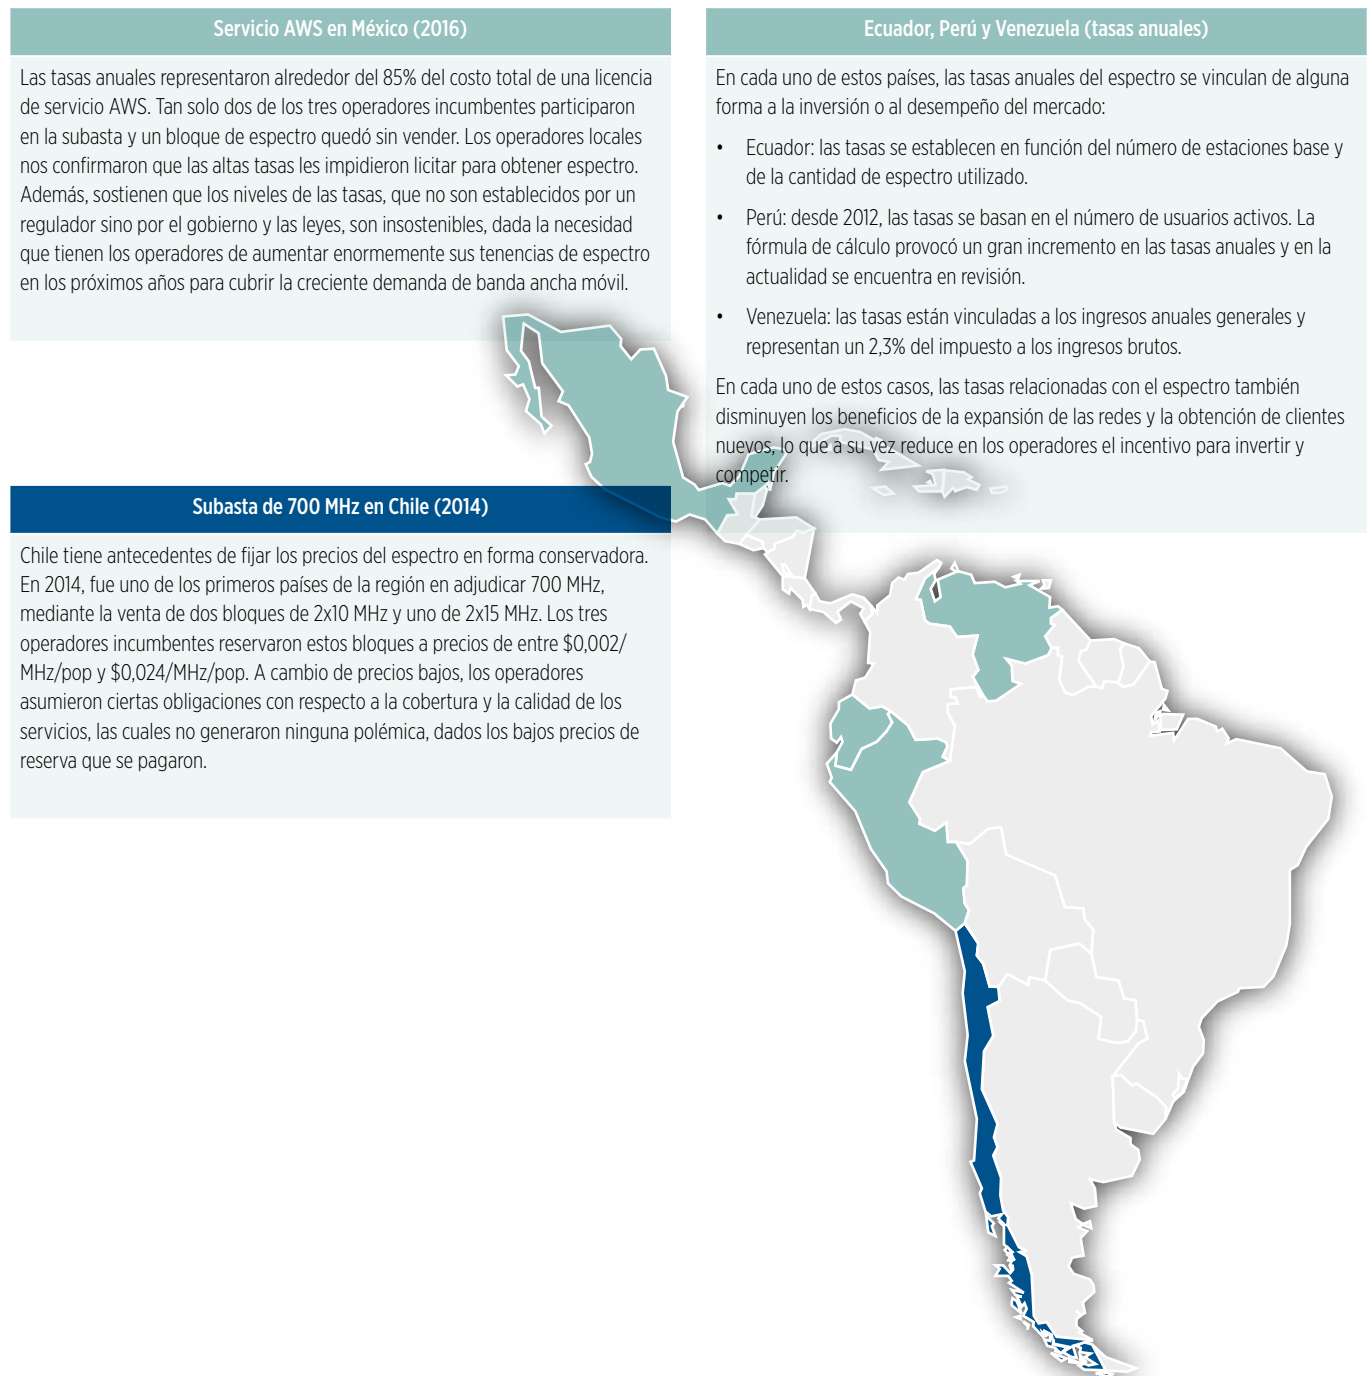 Servicio AWS en México (2016)
Las tasas anuales representaron alrededor del 85% del costo total de una licencia
de servicio AWS. Tan solo dos de los tres operadores incumbentes participaron
en la subasta y un bloque de espectro quedó sin vender. Los operadores locales
nos confirmaron que las altas tasas les impidieron licitar para obtener espectro.
Además, sostienen que los niveles de las tasas, que no son establecidos por un
regulador sino por el gobierno y las leyes, son insostenibles, dada la necesidad
que tienen los operadores de aumentar enormemente sus tenencias de espectro
en los próximos años para cubrir la creciente demanda de banda ancha móvil.
Ecuador, Perú y Venezuela (tasas anuales)
En cada uno de estos países, las tasas anuales del espectro se vinculan de alguna
forma a la inversión o al desempeño del mercado:
• Ecuador: las tasas se establecen en función del número de estaciones base y
de la cantidad de espectro utilizado.
• Perú: desde 2012, las tasas se basan en el número de usuarios activos. La
fórmula de cálculo provocó un gran incremento en las tasas anuales y en la
actualidad se encuentra en revisión.
• Venezuela: las tasas están vinculadas a los ingresos anuales generales y
representan un 2,3% del impuesto a los ingresos brutos.
En cada uno de estos casos, las tasas relacionadas con el espectro también
disminuyen los beneficios de la expansión de las redes y la obtención de clientes
nuevos, lo que a su vez reduce en los operadores el incentivo para invertir y
competir.
Subasta de 700 MHz en Chile (2014)
Chile tiene antecedentes de fijar los precios del espectro en forma conservadora.
En 2014, fue uno de los primeros países de la región en adjudicar 700 MHz,
mediante la venta de dos bloques de 2x10 MHz y uno de 2x15 MHz. Los tres
operadores incumbentes reservaron estos bloques a precios de entre $0,002/
MHz/pop y $0,024/MHz/pop. A cambio de precios bajos, los operadores
asumieron ciertas obligaciones con respecto a la cobertura y la calidad de los
servicios, las cuales no generaron ninguna polémica, dados los bajos precios de
reserva que se pagaron.